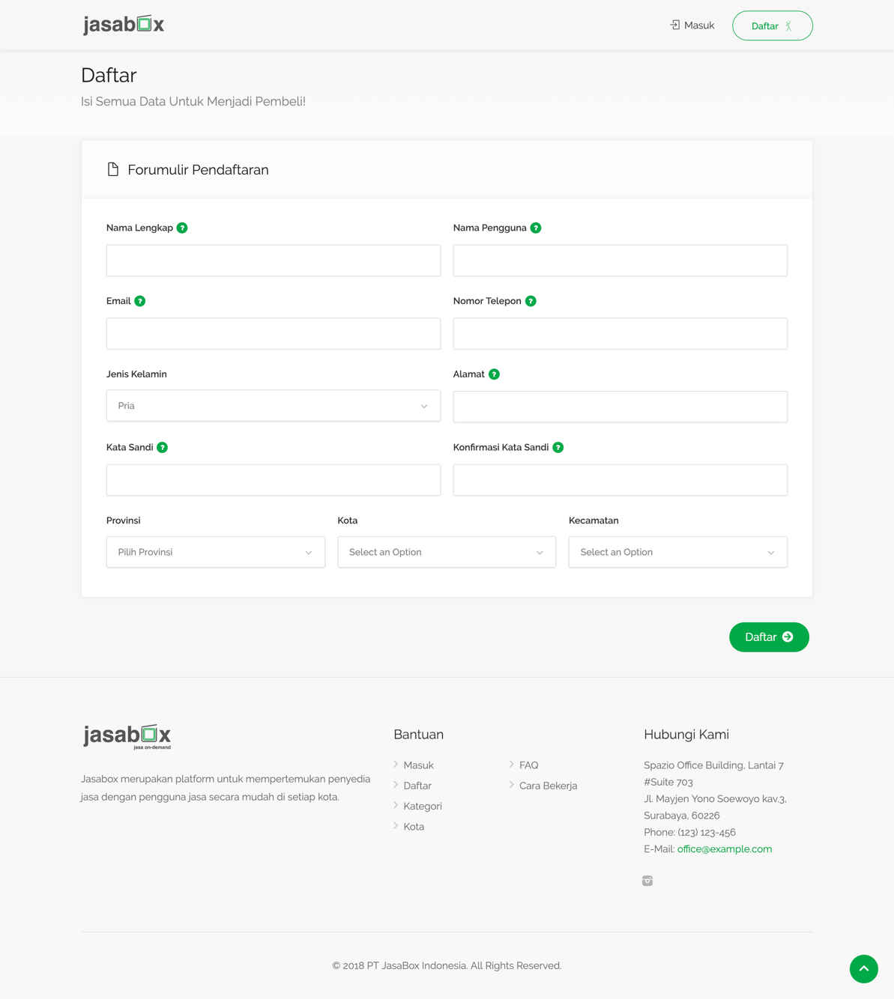 jasabox
Masuk
Daftar
Daftar
Isi Semua Data Untuk Menjadi Pembeli!
Forumulir Pendaftaran
Nama Lengkap ?
Nama Pengguna ?
Email ?
Nomor Telepon ?
Jenis Kelamin
Alamat ?
Pria
Kata Sandi ?
Konfirmasi Kata Sandi ?
Provinsi
Kota
Kecamatan
Pilih Provinsi
Select an Option
Select an Option
Daftar
jasabox
jasa on-demand
Jasabox merupakan platform untuk mempertemukan penyedia
jasa dengan pengguna jasa secara mudah di setiap kota.
Bantuan
Masuk
Daftar
Kategori
Kota
FAQ
Cara Bekerja
Hubungi Kami
Spazio Office Building, Lantai 7
#Suite 703
Jl. Mayjen Yono Soewoyo kav.3,
Surabaya, 60226
Phone: (123) 123-456
E-Mail: office@example.com
© 2018 PT JasaBox Indonesia. All Rights Reserved.